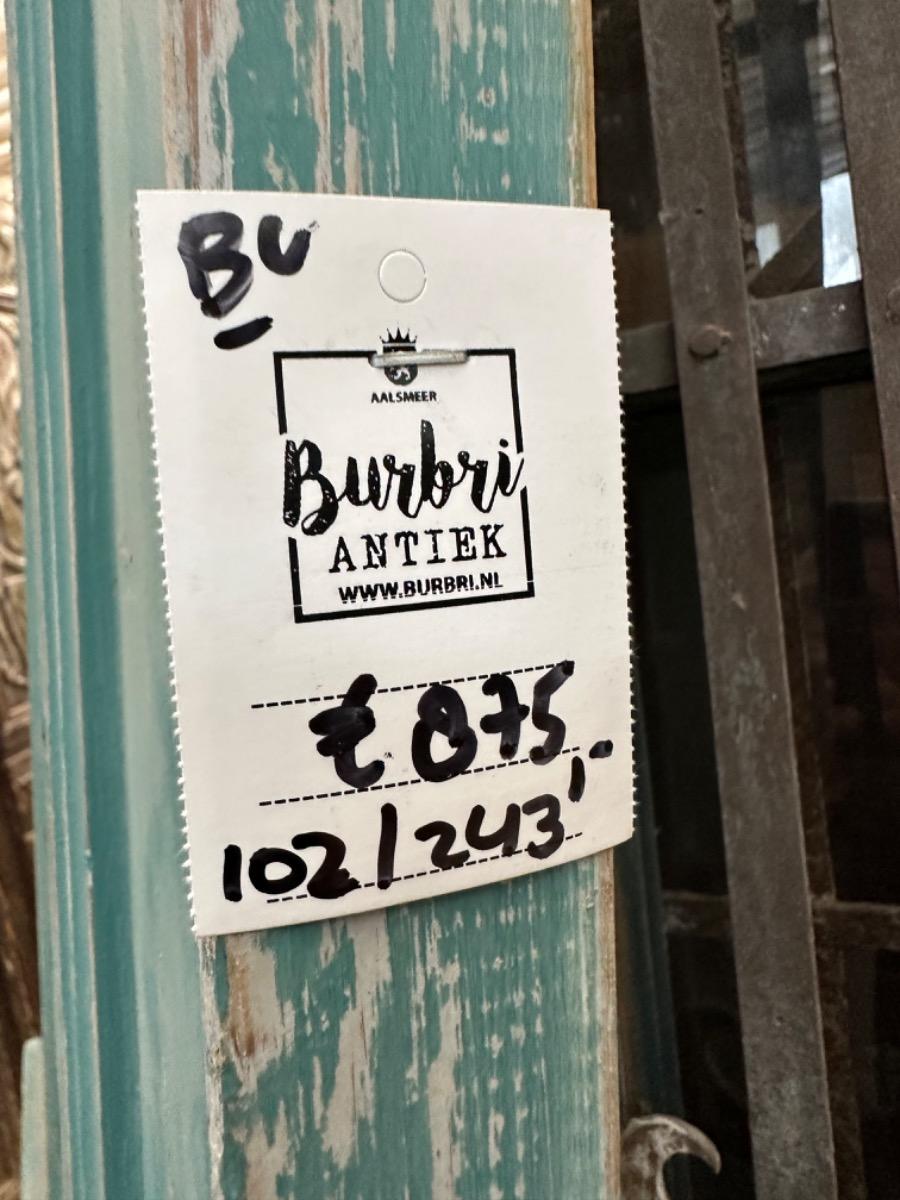 BU
AALSMEER
Burbri
ANTIEK
WWW.BURBRI.NL
€ 875,-
102/243